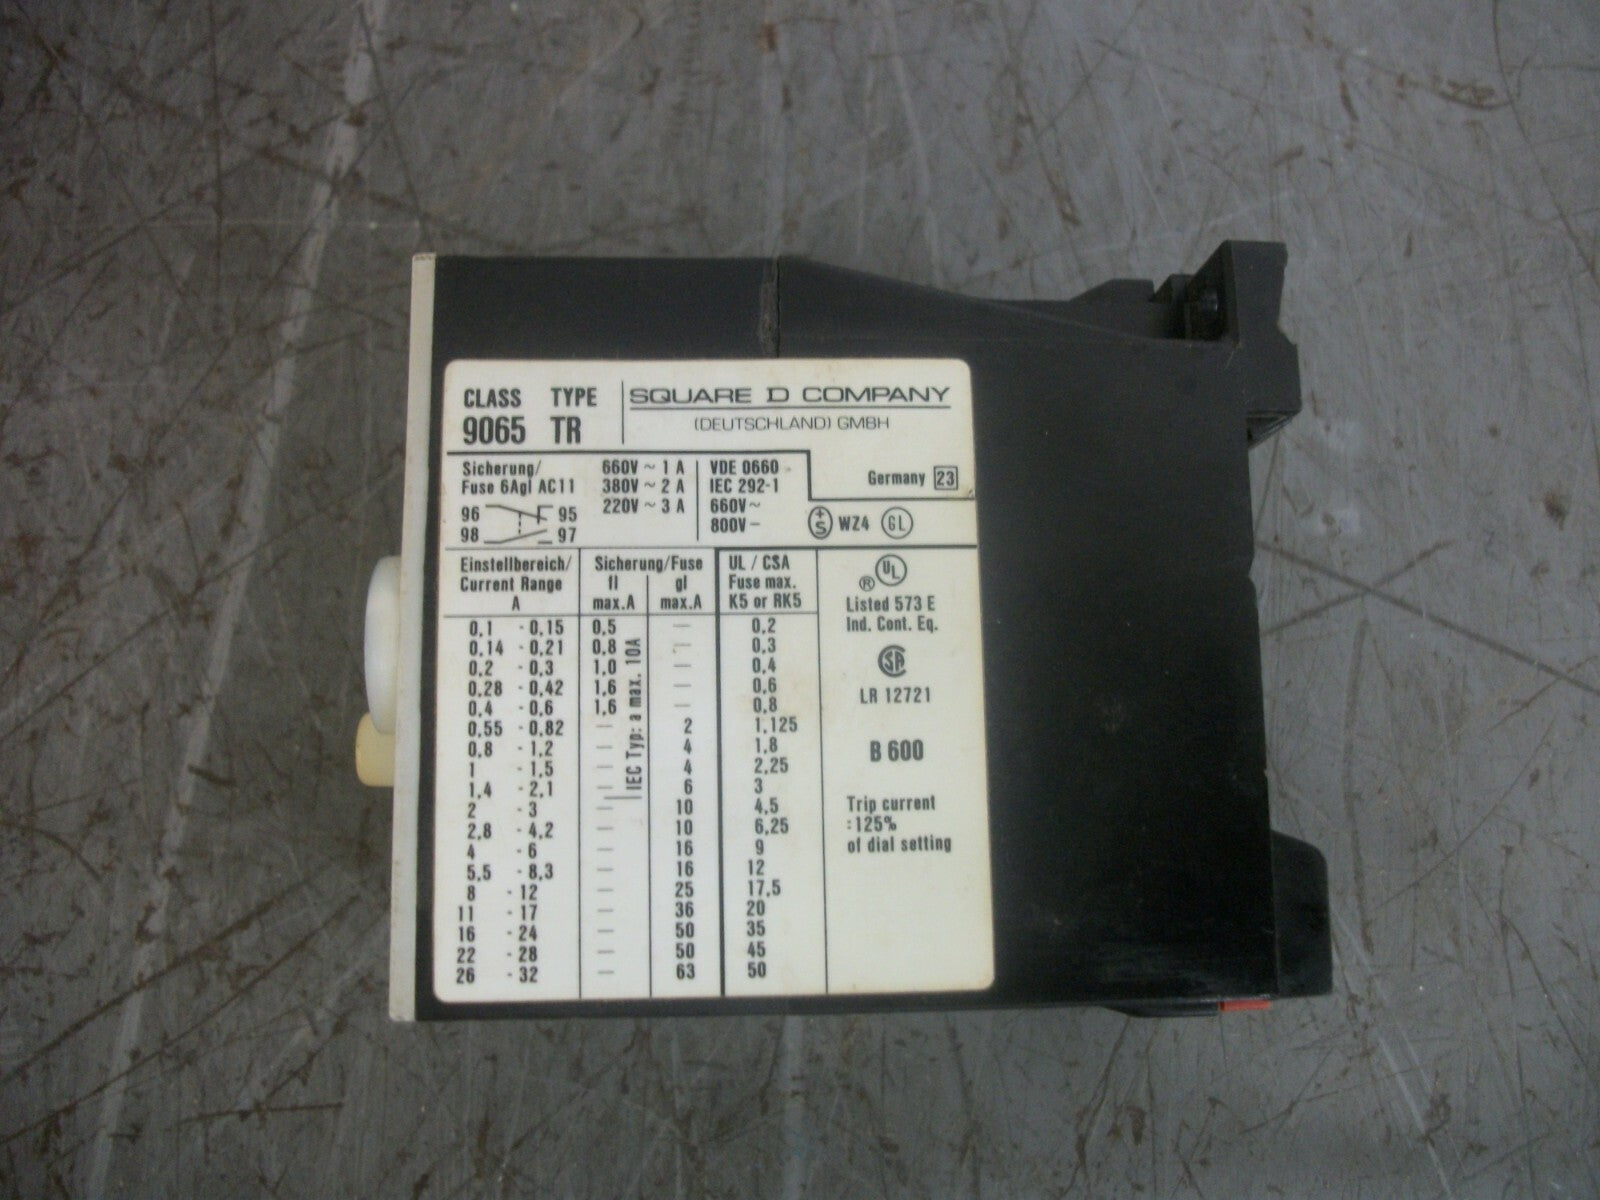 CLASS TYPE
9065 TR
SQUARE D COMPANY
(DEUTSCHLAND) GMBH
Sicherung/
Fuse 6Agl AC11
660V ~ 1 A
380V ~ 2 A
220V ~ 3 A
VDE 0660
IEC 292-1
660V~
800V-
Germany 23
96 95
98 97
+S WZ4 GL
Einstellbereich/
Current Range
A
Sicherung/Fuse
fl gl
max.A max.A
UL / CSA
Fuse max.
K5 or RK5
0,1 - 0,15 0,5 — 0,2
0,14 - 0,21 0,8 — 0,3
0,2 - 0,3 1,0 — 0,4
0,28 - 0,42 1,6 — 0,6
0,4 - 0,6 1,6 — 0,8
0,55 - 0,82 — 2 1,125
0,8 - 1,2 — 4 1,8
1 - 1,5 — 4 2,25
1,4 - 2,1 — 6 3
2 - 3 — 10 4,5
2,8 - 4,2 — 10 6,25
4 - 6 — 16 9
5,5 - 8,3 — 16 12
8 - 12 — 25 17,5
11 - 17 — 36 20
16 - 24 — 50 35
22 - 28 — 50 45
26 - 32 — 63 50
IEC Typ: a max. 10A
UL ®
Listed 573 E
Ind. Cont. Eq.
SA
LR 12721
B 600
Trip current
:125%
of dial setting